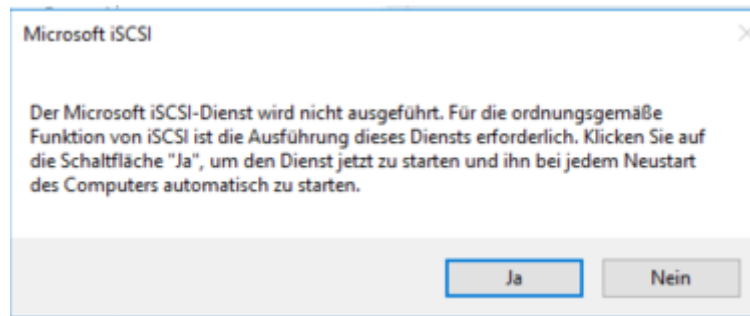 Microsoft iSCSI
Der Microsoft iSCSI-Dienst wird nicht ausgeführt. Für die ordnungsgemäße
Funktion von iSCSI ist die Ausführung dieses Diensts erforderlich. Klicken Sie auf
die Schaltfläche "Ja", um den Dienst jetzt zu starten und ihn bei jedem Neustart
des Computers automatisch zu starten.
Ja
Nein